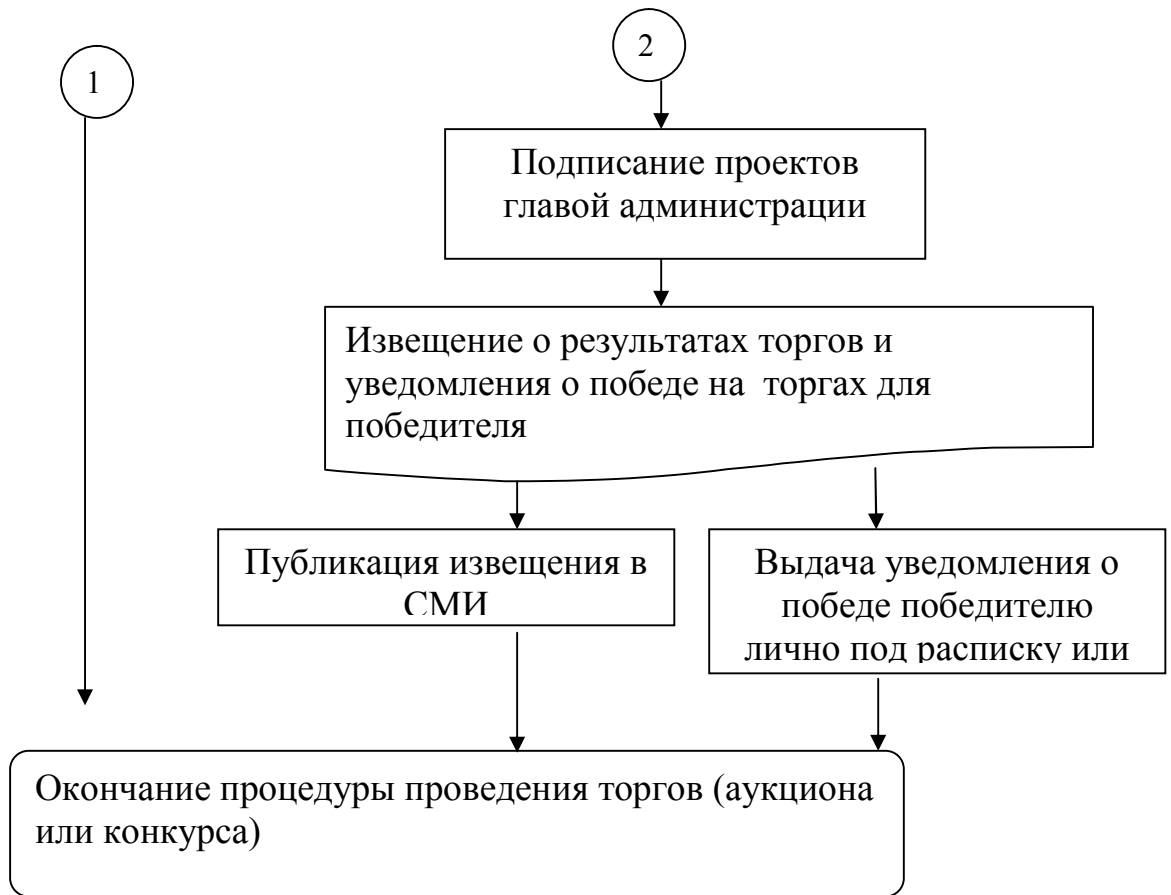 1
2
Подписание проектов
главой администрации
Извещение о результатах торгов и
уведомления о победе на торгах для
победителя
Публикация извещения в
СМИ
Выдача уведомления о
победе победителю
лично под расписку или
Окончание процедуры проведения торгов (аукциона
или конкурса)